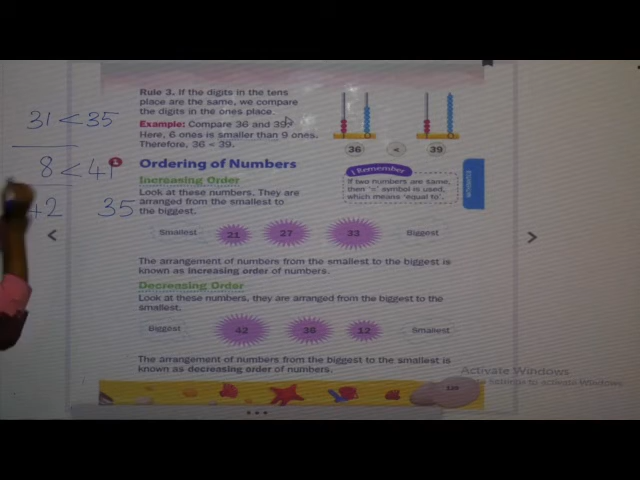 Rule 3. If the digits in the tens
place are the same, we compare
the digits in the ones place.
Example: Compare 36 and 39.
Here, 6 ones is smaller than 9 ones.
Therefore, 36 < 39.
36 < 39
31 < 35
8 < 41
42 35
Ordering of Numbers
I Remember
If two numbers are same,
then '=' symbol is used,
which means 'equal to'.
Increasing Order
Look at these numbers. They are
arranged from the smallest to
the biggest.
Smallest 21 27 33 Biggest
The arrangement of numbers from the smallest to the biggest is
known as increasing order of numbers.
Decreasing Order
Look at these numbers, they are arranged from the biggest to the
smallest.
Biggest 42 38 12 Smallest
The arrangement of numbers from the biggest to the smallest is
known as decreasing order of numbers.
Activate Windows
to Settings to activate Windows.